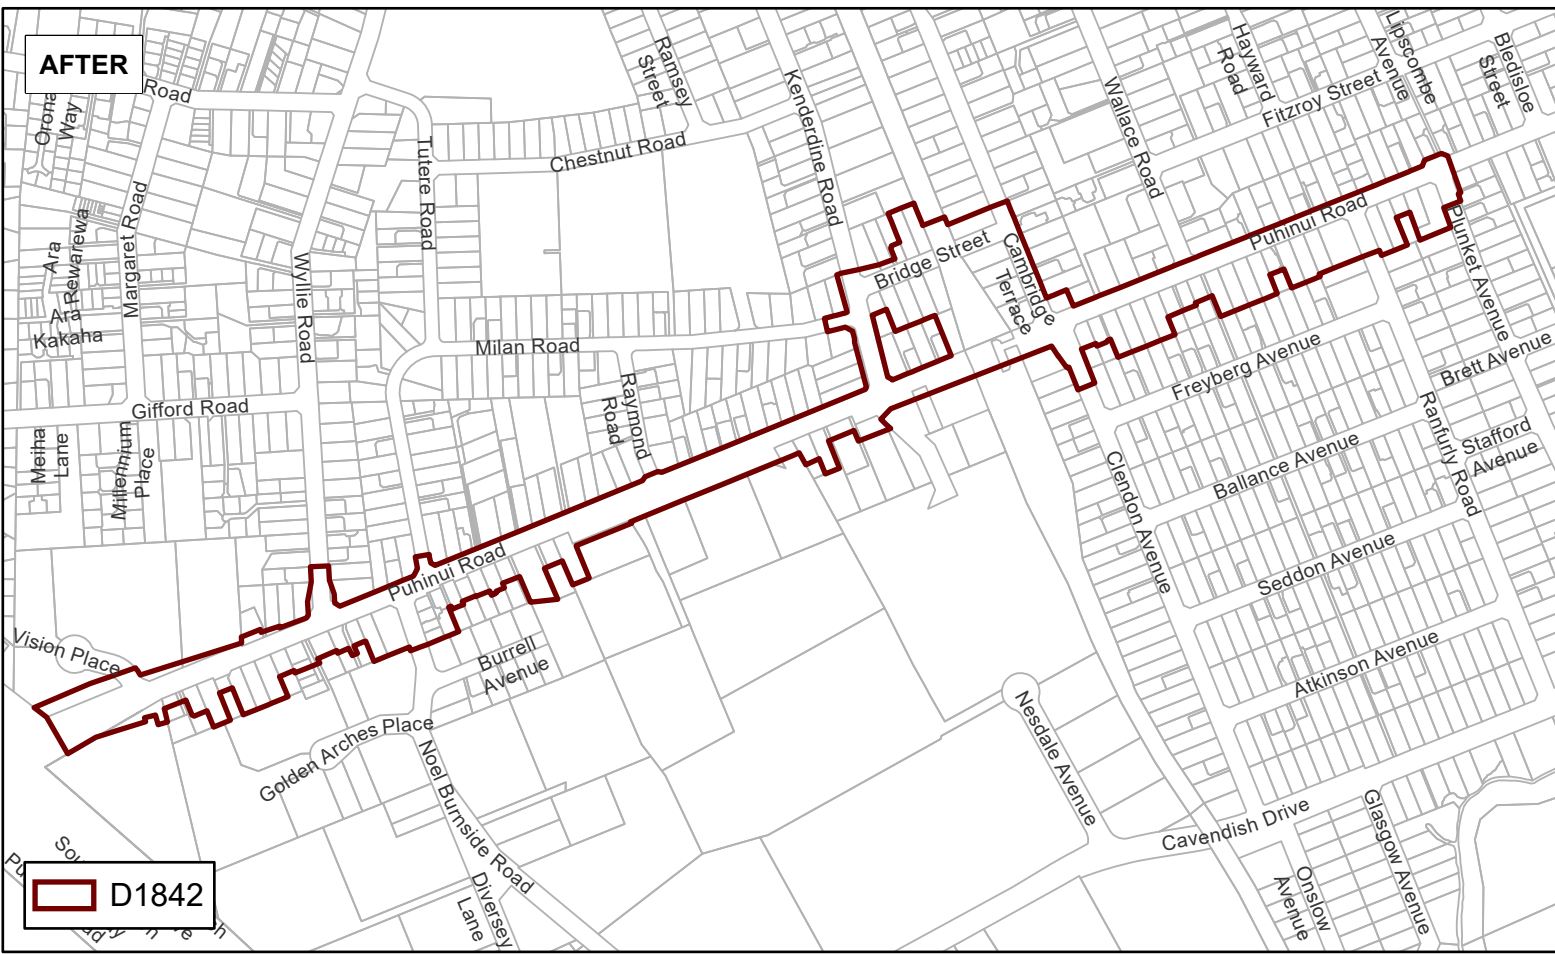 AFTER
Road
Orona
Way
Ramsey
Street
Kenderdine Road
Wallace Road
Hayward
Road
Lipscombe
Avenue
Bledisloe
Street
Fitzroy Street
Tutere Road
Chestnut Road
Margaret Road
Ara
Rewarewa
Ara
Kakaha
Wyllie Road
Bridge Street
Cambridge
Terrace
Puhinui Road
Plunket Avenue
Milan Road
Freyberg Avenue
Brett Avenue
Gifford Road
Raymond
Road
Meiha
Lane
Millennium
Place
Ranfurly Road
Stafford
Avenue
Ballance Avenue
Clendon Avenue
Seddon Avenue
Puhinui Road
Vision Place
Burrell
Avenue
Atkinson Avenue
Golden Arches Place
Noel Burnside Road
Nesdale Avenue
Cavendish Drive
Glasgow Avenue
Onslow
Avenue
Diversey
Lane
D1842